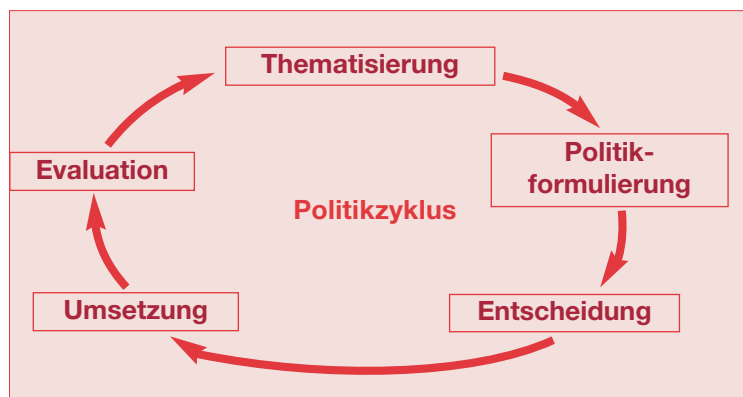 Thematisierung
Politik-
formulierung
Entscheidung
Umsetzung
Evaluation
Politikzyklus